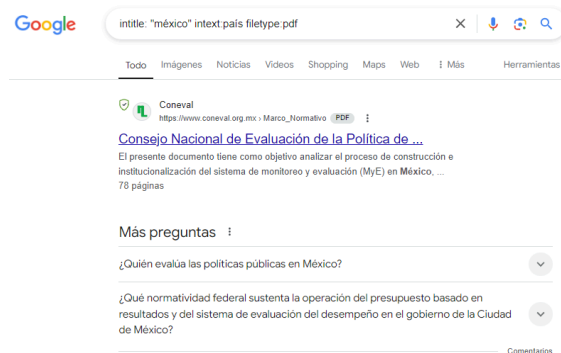 Google
intitle: "méxico" intext:país filetype:pdf
Todo Imágenes Noticias Videos Shopping Maps Web Más Herramientas
Coneval
https://www.coneval.org.mx › Marco_Normativo PDF
Consejo Nacional de Evaluación de la Política de ...
El presente documento tiene como objetivo analizar el proceso de construcción e
institucionalización del sistema de monitoreo y evaluación (MyE) en México, ...
78 páginas
Más preguntas
¿Quién evalúa las políticas públicas en México?
¿Qué normatividad federal sustenta la operación del presupuesto basado en
resultados y del sistema de evaluación del desempeño en el gobierno de la Ciudad
de México?
Comentarios